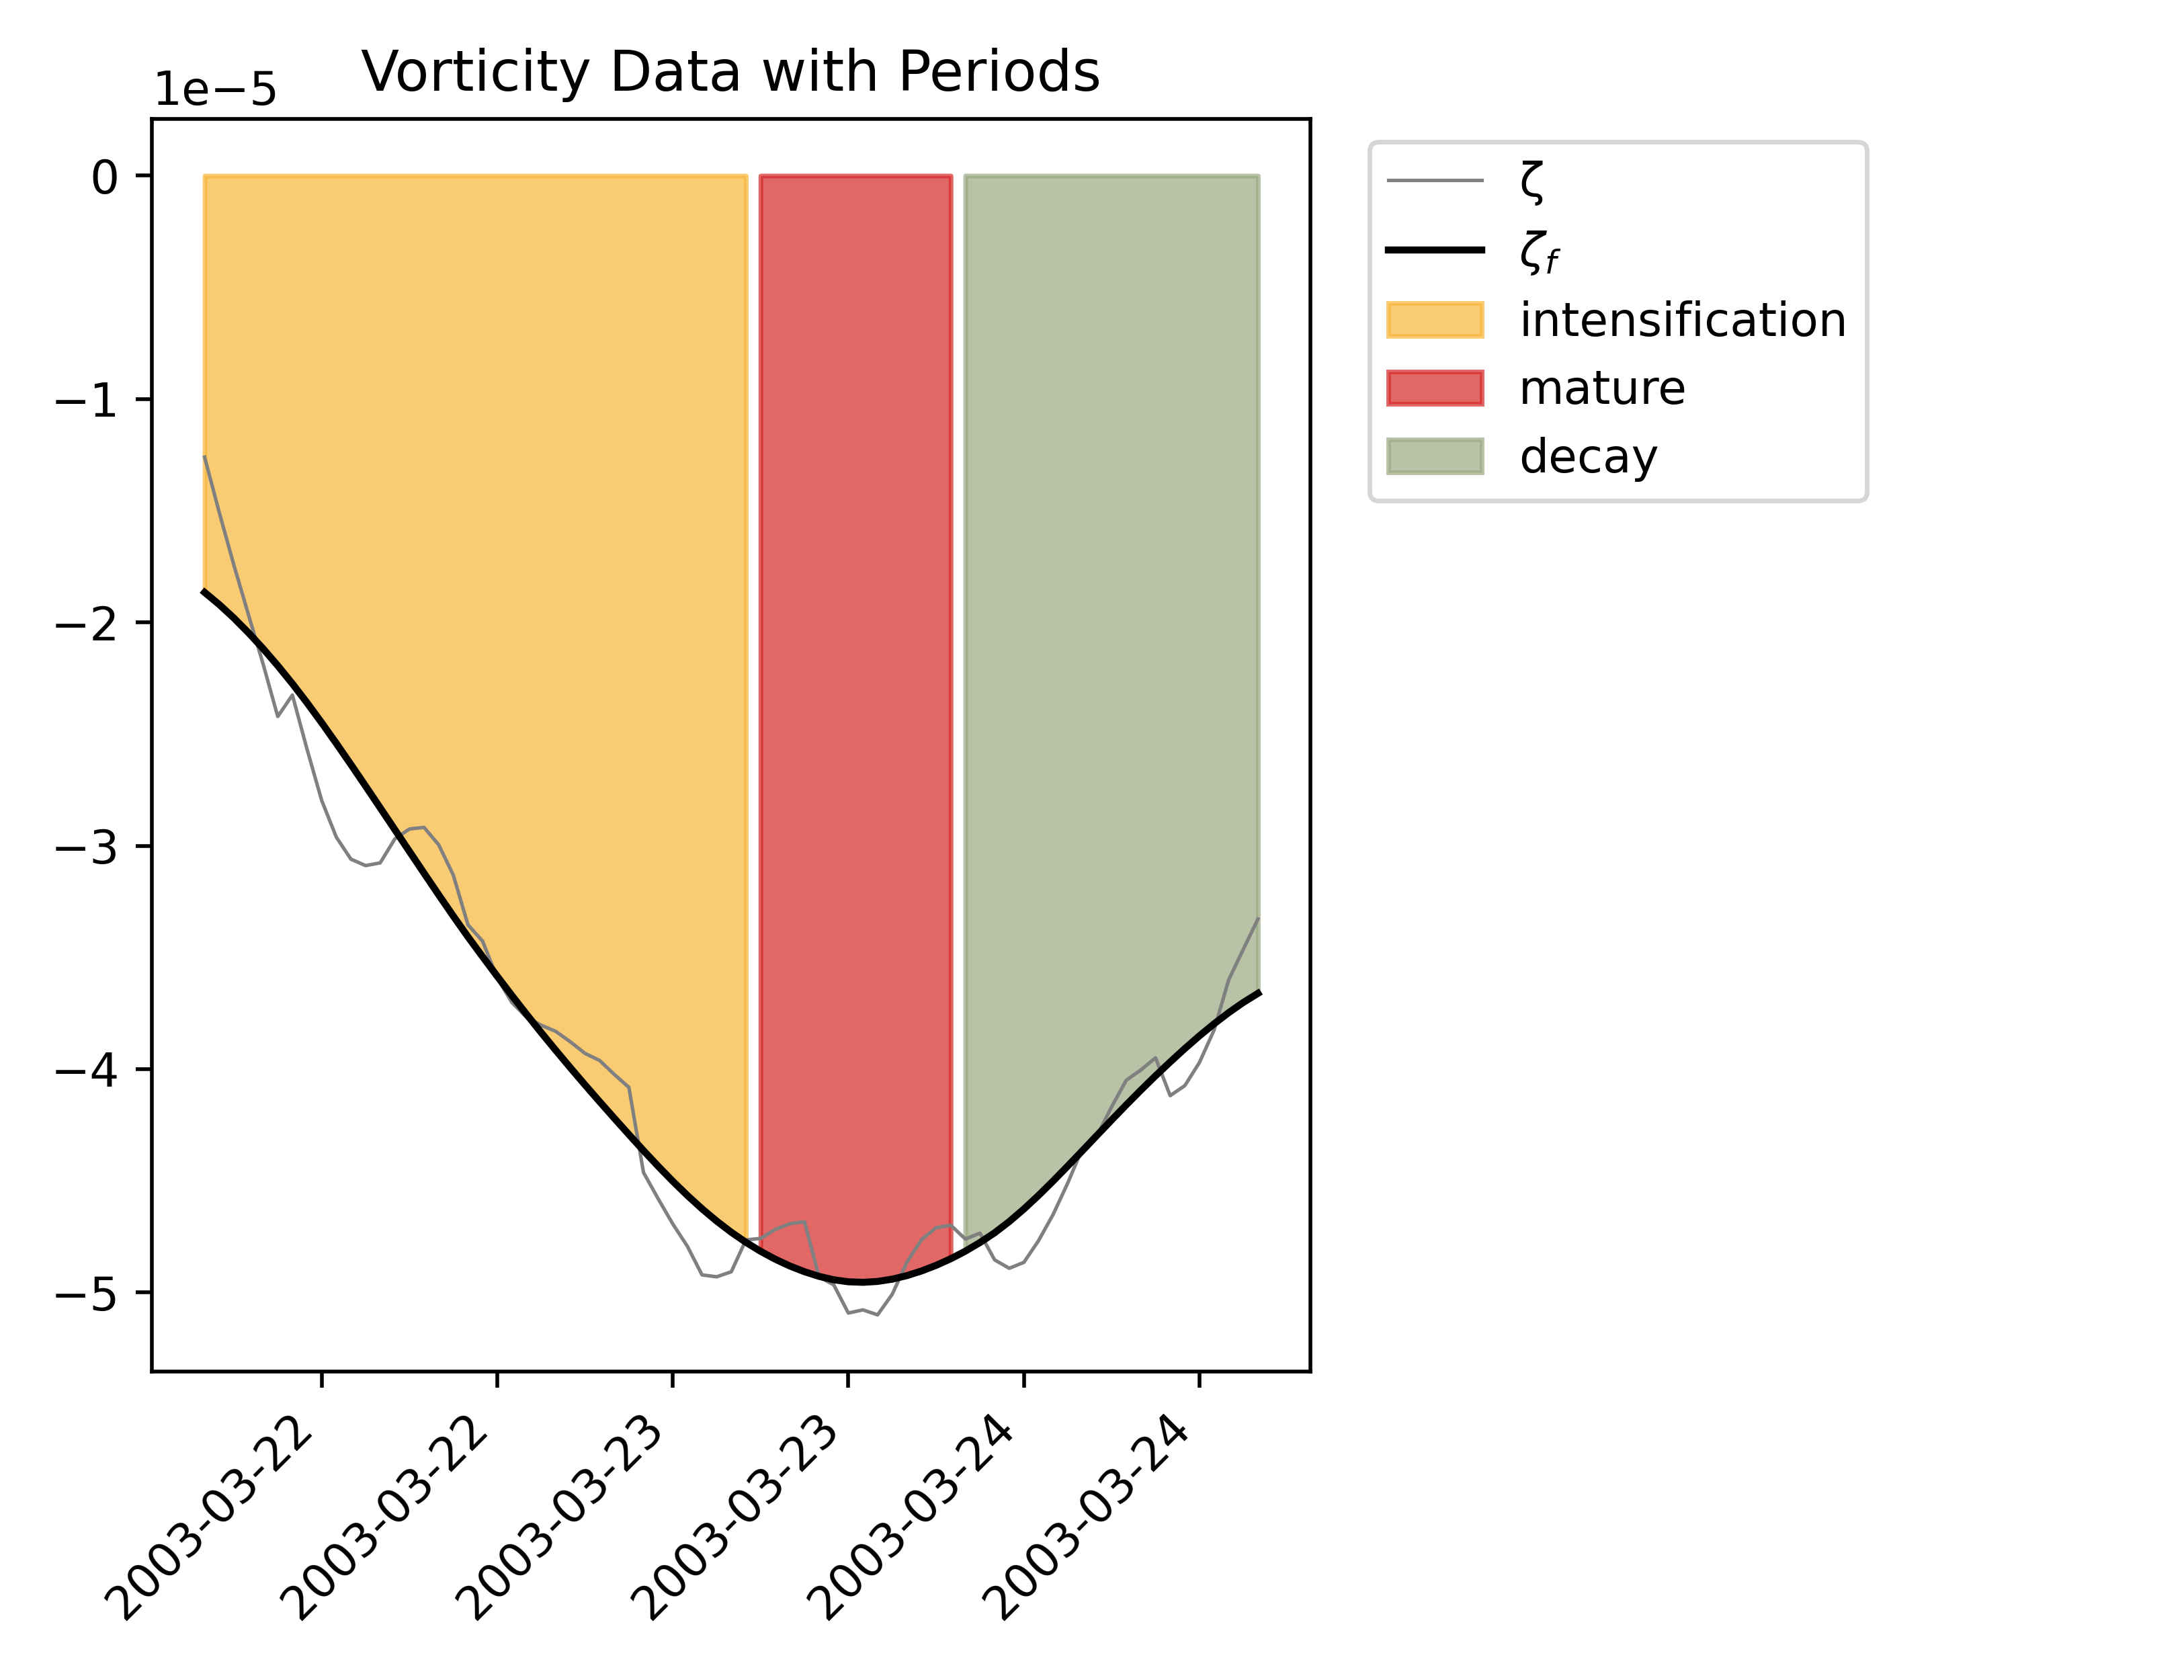 Vorticity Data with Periods
1e−5
0
−1
−2
−3
−4
−5
2003-03-22
2003-03-22
2003-03-23
2003-03-23
2003-03-24
2003-03-24
ζ
ζf
intensification
mature
decay